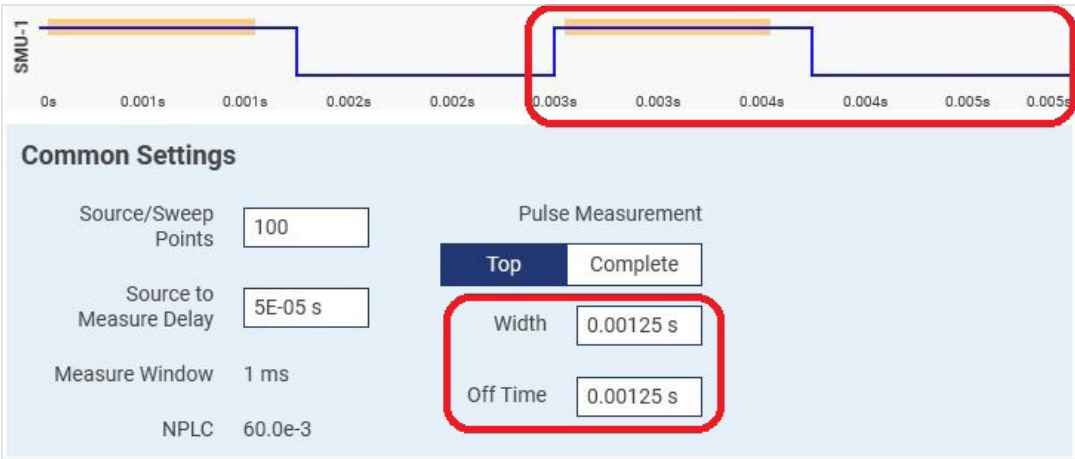 SMU-1
0s 0.001s 0.001s 0.002s 0.002s 0.003s 0.003s 0.004s 0.004s 0.005s 0.005s
Common Settings
Source/Sweep
Points
100
Source to
Measure Delay
5E-05 s
Measure Window 1 ms
NPLC 60.0e-3
Pulse Measurement
Top Complete
Width 0.00125 s
Off Time 0.00125 s